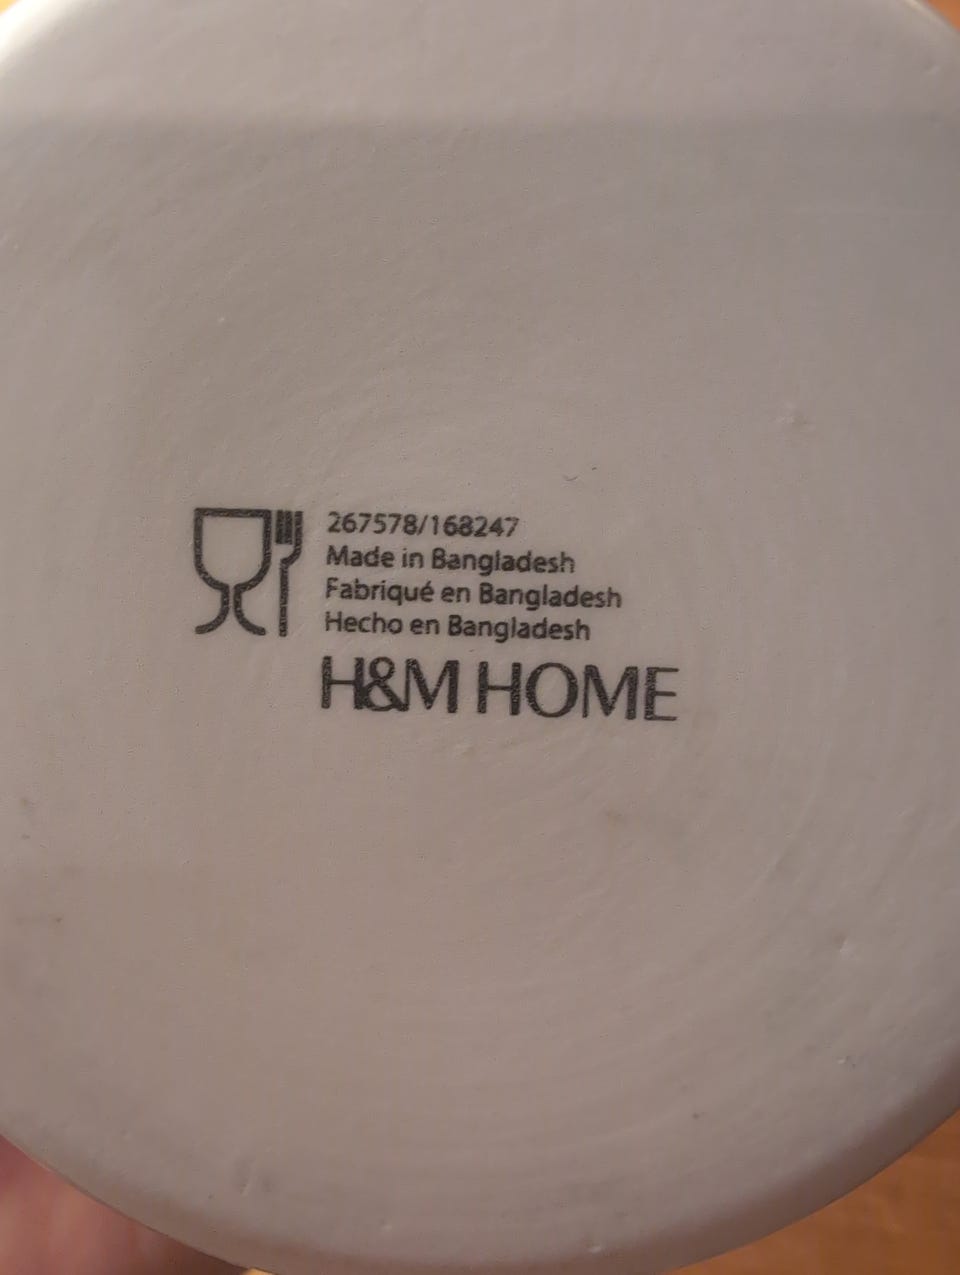 267578/168247
Made in Bangladesh
Fabriqué en Bangladesh
Hecho en Bangladesh
H&M HOME